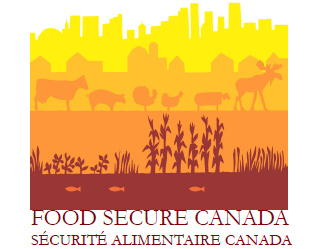 FOOD SECURE CANADA
SÉCURITÉ ALIMENTAIRE CANADA